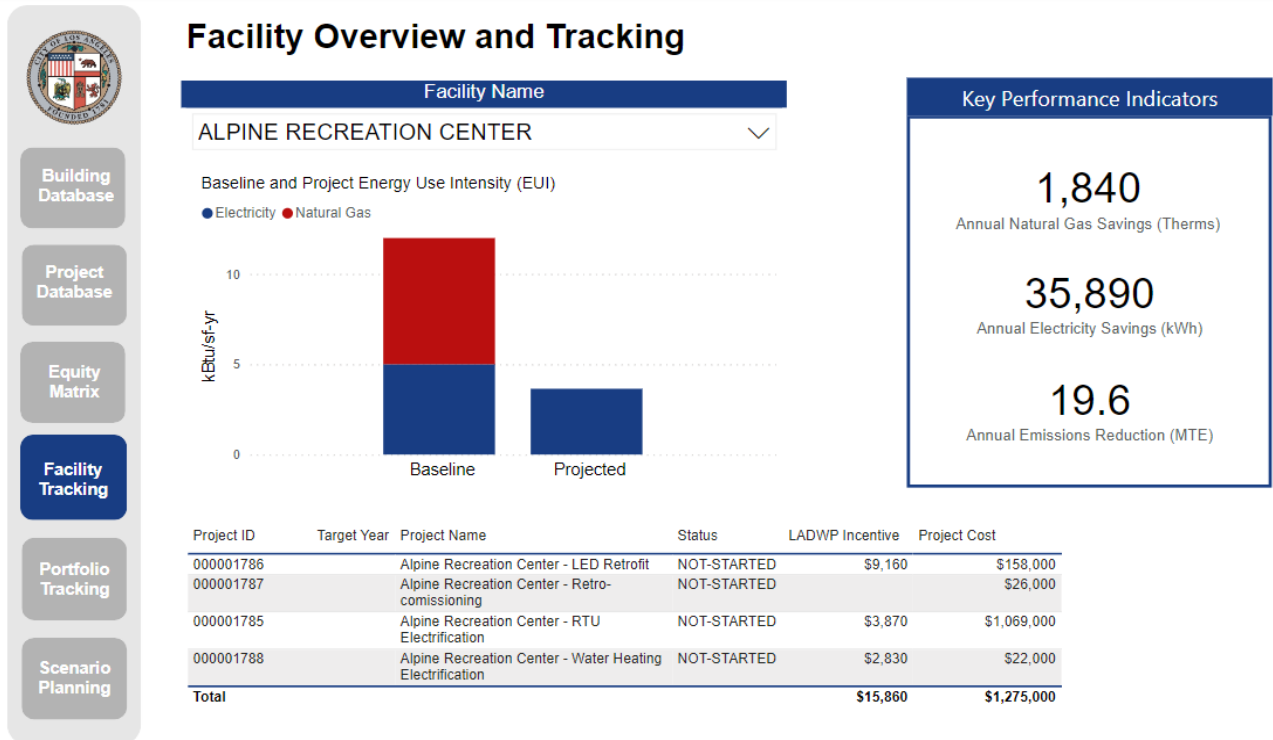 Facility Overview and Tracking
CITY OF LOS ANGELES
FOUNDED 1781
Building
Database
Project
Database
Equity
Matrix
Facility
Tracking
Portfolio
Tracking
Scenario
Planning
Facility Name
ALPINE RECREATION CENTER
Baseline and Project Energy Use Intensity (EUI)
Electricity Natural Gas
kBtu/sf-yr
10
5
0
Baseline Projected
Key Performance Indicators
1,840
Annual Natural Gas Savings (Therms)
35,890
Annual Electricity Savings (kWh)
19.6
Annual Emissions Reduction (MTE)
Project ID Target Year Project Name Status LADWP Incentive Project Cost
000001786 Alpine Recreation Center - LED Retrofit NOT-STARTED $9,160 $158,000
000001787 Alpine Recreation Center - Retro- NOT-STARTED $26,000
comissioning
000001785 Alpine Recreation Center - RTU NOT-STARTED $3,870 $1,069,000
Electrification
000001788 Alpine Recreation Center - Water Heating NOT-STARTED $2,830 $22,000
Electrification
Total $15,860 $1,275,000